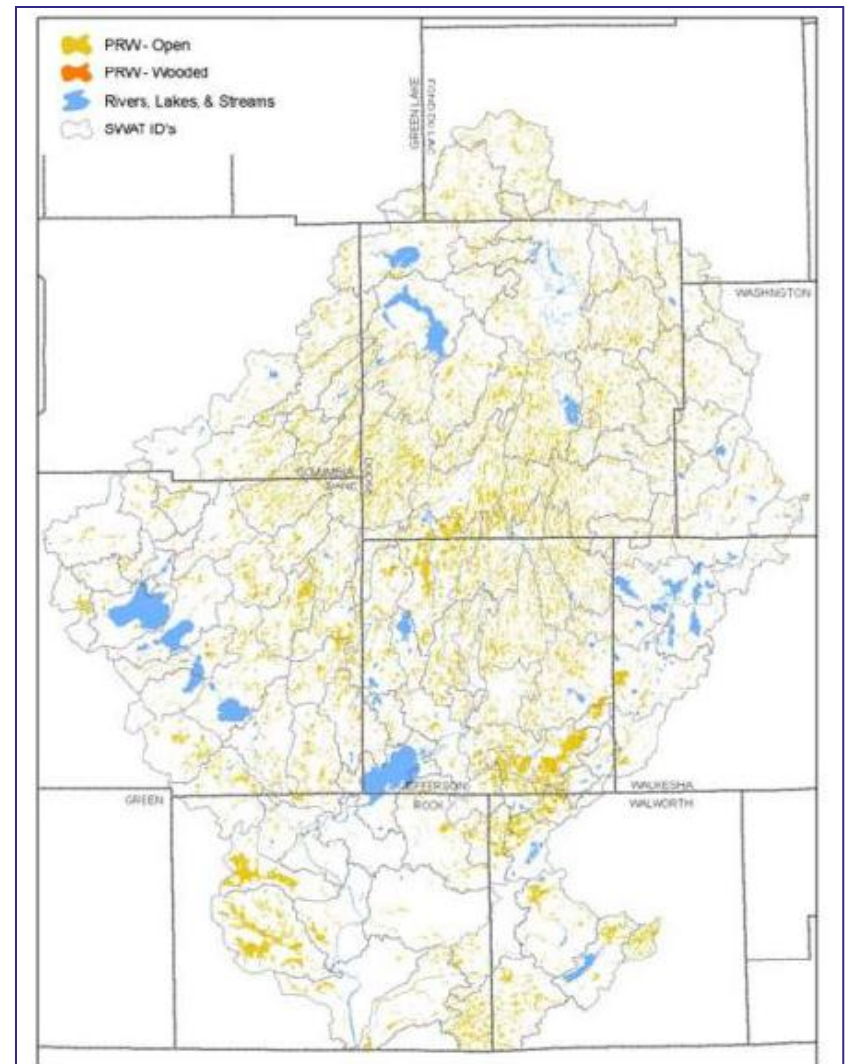 PRW - Open
PRW - Wooded
Rivers, Lakes, & Streams
SWAT ID's
GREEN LAKE
FOND DU LAC
WASHINGTON
COLUMBIA
DANE
DODGE
JEFFERSON
ROCK
WAUKESHA
WALWORTH
GREEN